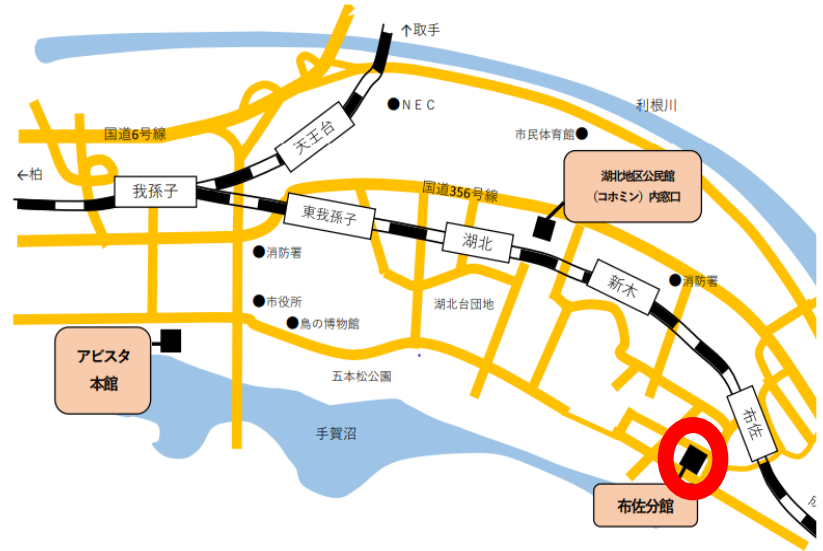 ↑取手
利根川
●NEC
国道6号線
天王台
市民体育館●
←柏
我孫子
国道356号線
湖北地区公民館
(コホミン)内窓口
東我孫子
湖北
●消防署
新木
●消防署
●市役所
湖北台団地
●鳥の博物館
アビスタ
本館
五本松公園
布佐
手賀沼
布佐分館